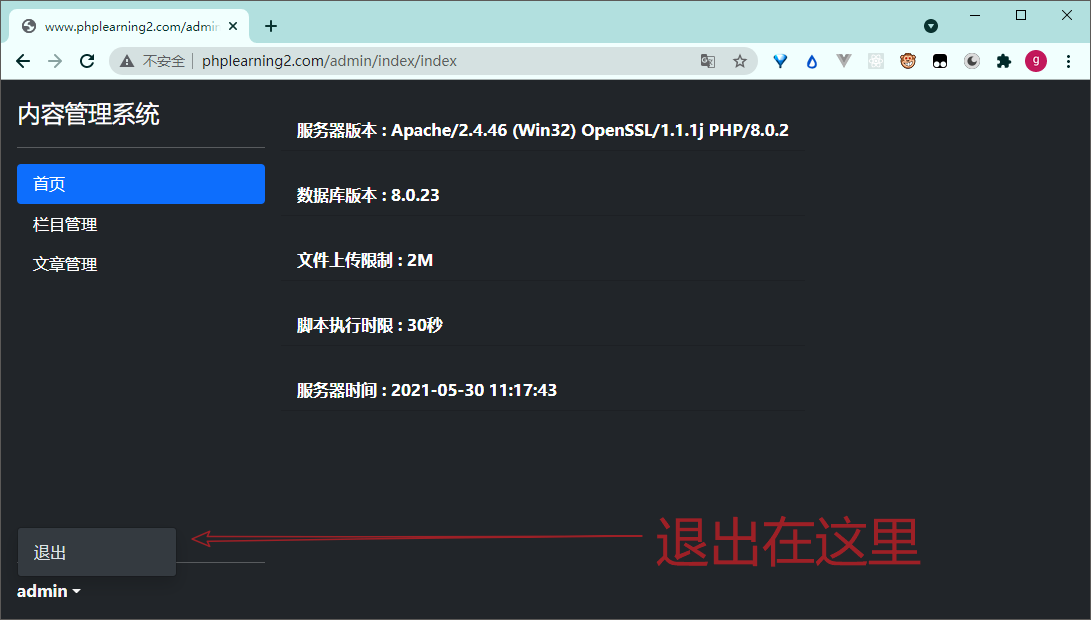 www.phplearning2.com/admin
不安全
phplearning2.com/admin/index/index
g
内容管理系统
首页
栏目管理
文章管理
服务器版本 : Apache/2.4.46 (Win32) OpenSSL/1.1.1j PHP/8.0.2
数据库版本 : 8.0.23
文件上传限制 : 2M
脚本执行时限 : 30秒
服务器时间 : 2021-05-30 11:17:43
退出
退出在这里
admin